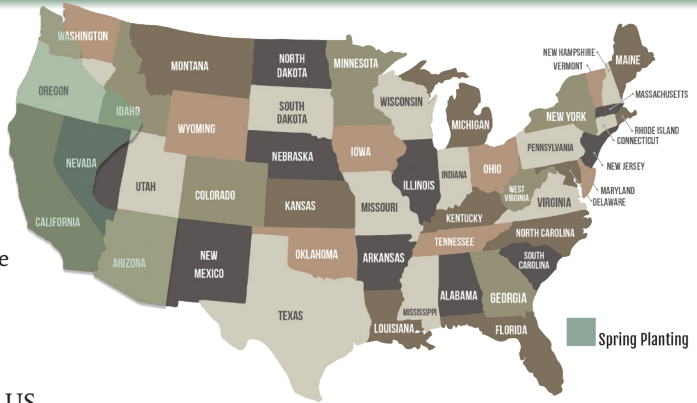 WASHINGTON
OREGON
IDAHO
NEVADA
CALIFORNIA
MONTANA
WYOMING
UTAH
COLORADO
ARIZONA
NEW
MEXICO
NORTH
DAKOTA
SOUTH
DAKOTA
NEBRASKA
KANSAS
OKLAHOMA
TEXAS
MINNESOTA
IOWA
MISSOURI
ARKANSAS
LOUISIANA
WISCONSIN
ILLINOIS
MICHIGAN
INDIANA
OHIO
KENTUCKY
TENNESSEE
MISSISSIPPI
ALABAMA
GEORGIA
FLORIDA
SOUTH
CAROLINA
NORTH CAROLINA
VIRGINIA
WEST
VIRGINIA
PENNSYLVANIA
NEW YORK
NEW HAMPSHIRE
VERMONT
MAINE
MASSACHUSETTS
RHODE ISLAND
CONNECTICUT
NEW JERSEY
MARYLAND
DELAWARE
Spring Planting
e
US